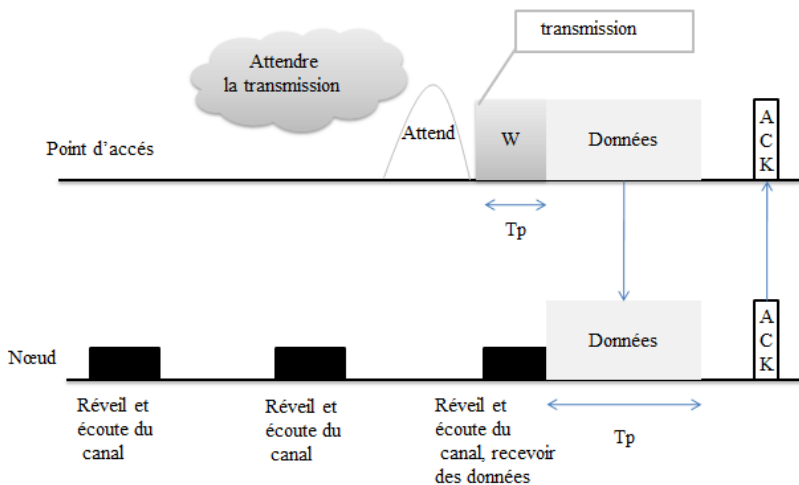 transmission
Attendre
la transmission
Point d'accés
Attend
W
Données
A
C
K
Tp
Nœud
Données
A
C
K
Réveil et
écoute du
canal
Réveil et
écoute du
canal
Réveil et
écoute du
canal, recevoir
des données
Tp